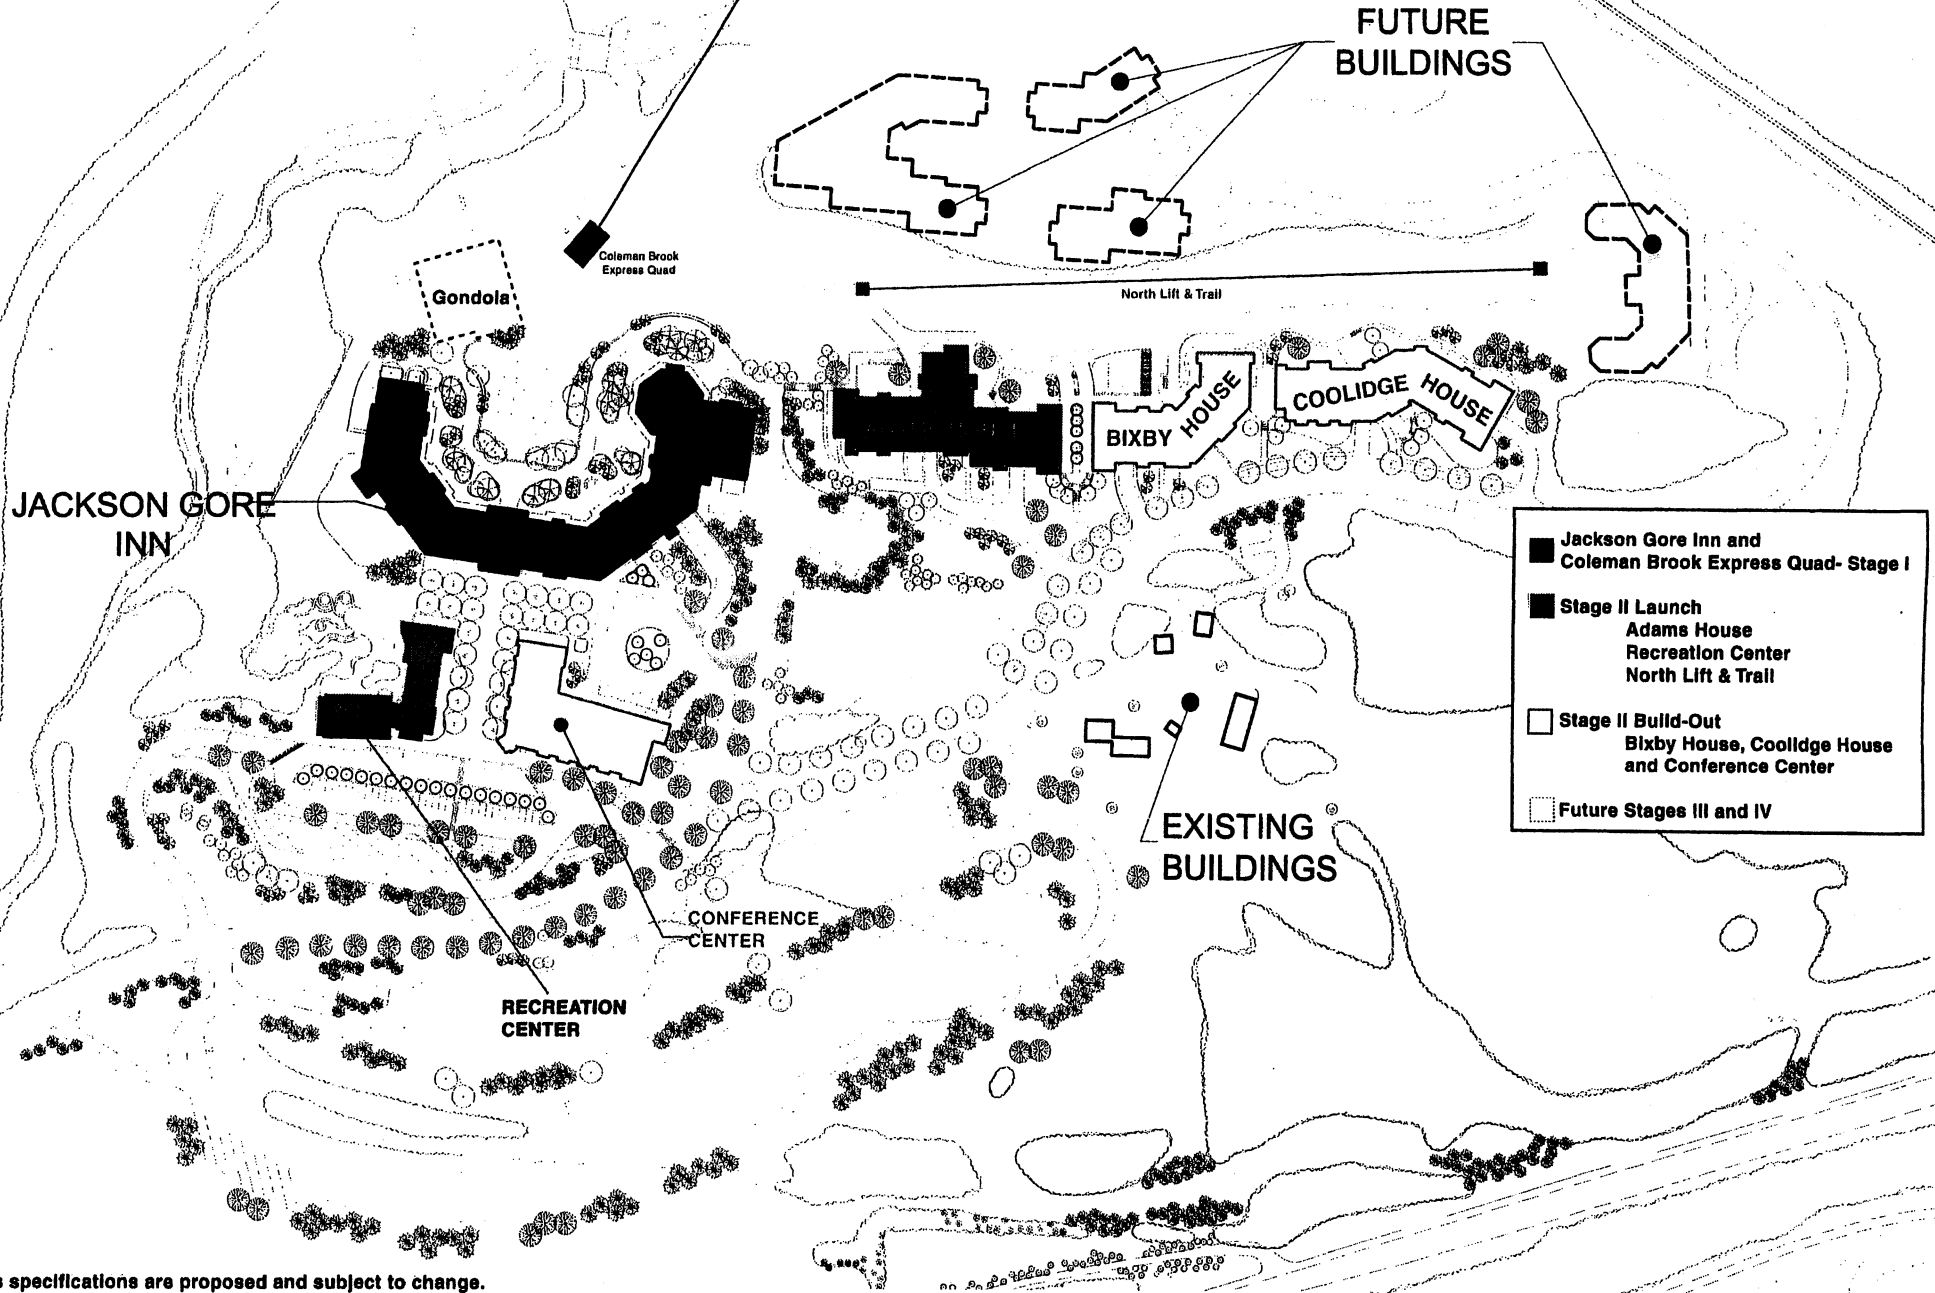 FUTURE
BUILDINGS
Coleman Brook
Express Quad
Gondola
North Lift & Trail
BIXBY HOUSE
COOLIDGE HOUSE
JACKSON GORE
INN
Jackson Gore Inn and
Coleman Brook Express Quad- Stage I
Stage II Launch
Adams House
Recreation Center
North Lift & Trail
Stage II Build-Out
Bixby House, Coolidge House
and Conference Center
Future Stages III and IV
EXISTING
BUILDINGS
CONFERENCE
CENTER
RECREATION
CENTER
specifications are proposed and subject to change.